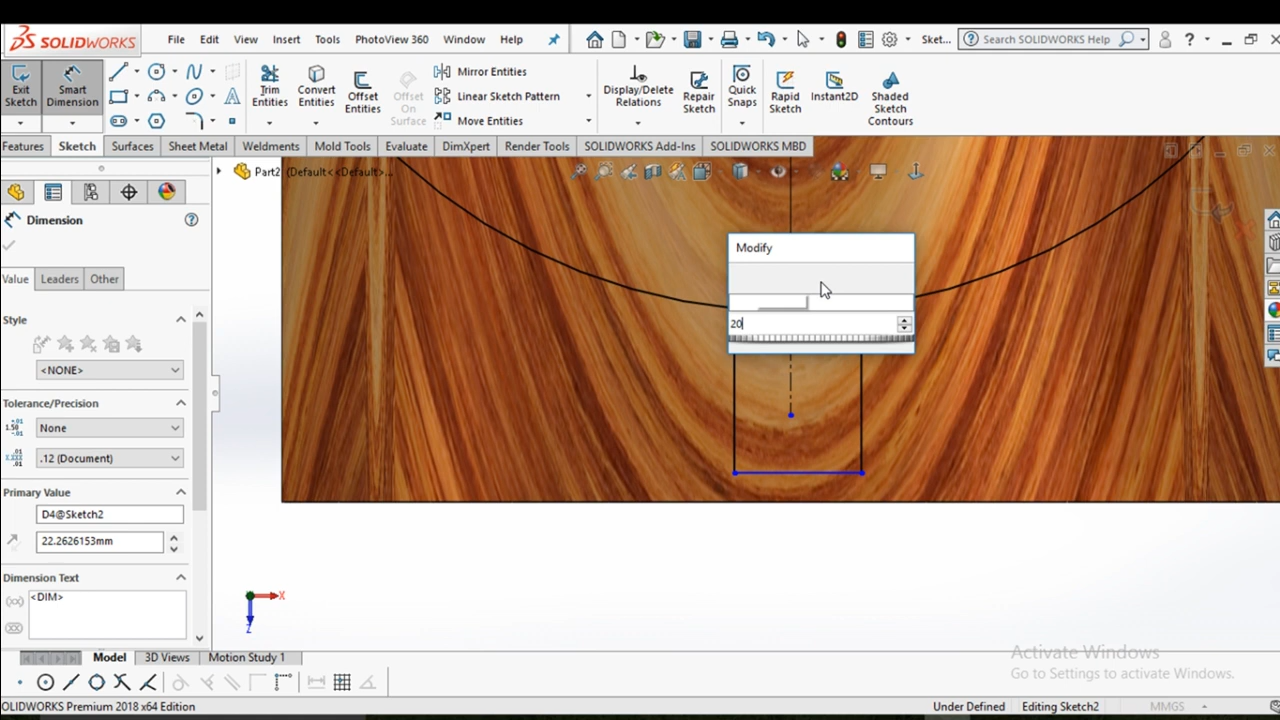 SOLIDWORKS
File Edit View Insert Tools PhotoView 360 Window Help
Sket...
Search SOLIDWORKS Help
?
Exit Sketch
Smart Dimension
Trim Entities
Convert Entities
Offset Entities
Offset On Surface
Mirror Entities
Linear Sketch Pattern
Move Entities
Display/Delete Relations
Repair Sketch
Quick Snaps
Rapid Sketch
Instant2D
Shaded Sketch Contours
Features Sketch Surfaces Sheet Metal Weldments Mold Tools Evaluate DimXpert Render Tools SOLIDWORKS Add-Ins SOLIDWORKS MBD
Part2 (Default<<Default>...
Dimension
Value Leaders Other
Style
<NONE>
Tolerance/Precision
None
.12 (Document)
Primary Value
D4@Sketch2
22.2626153mm
Dimension Text
<DIM>
Modify
20
X
Z
Model 3D Views Motion Study 1
Activate Windows
Go to Settings to activate Windows.
SOLIDWORKS Premium 2018 x64 Edition
Under Defined Editing Sketch2 MMGS